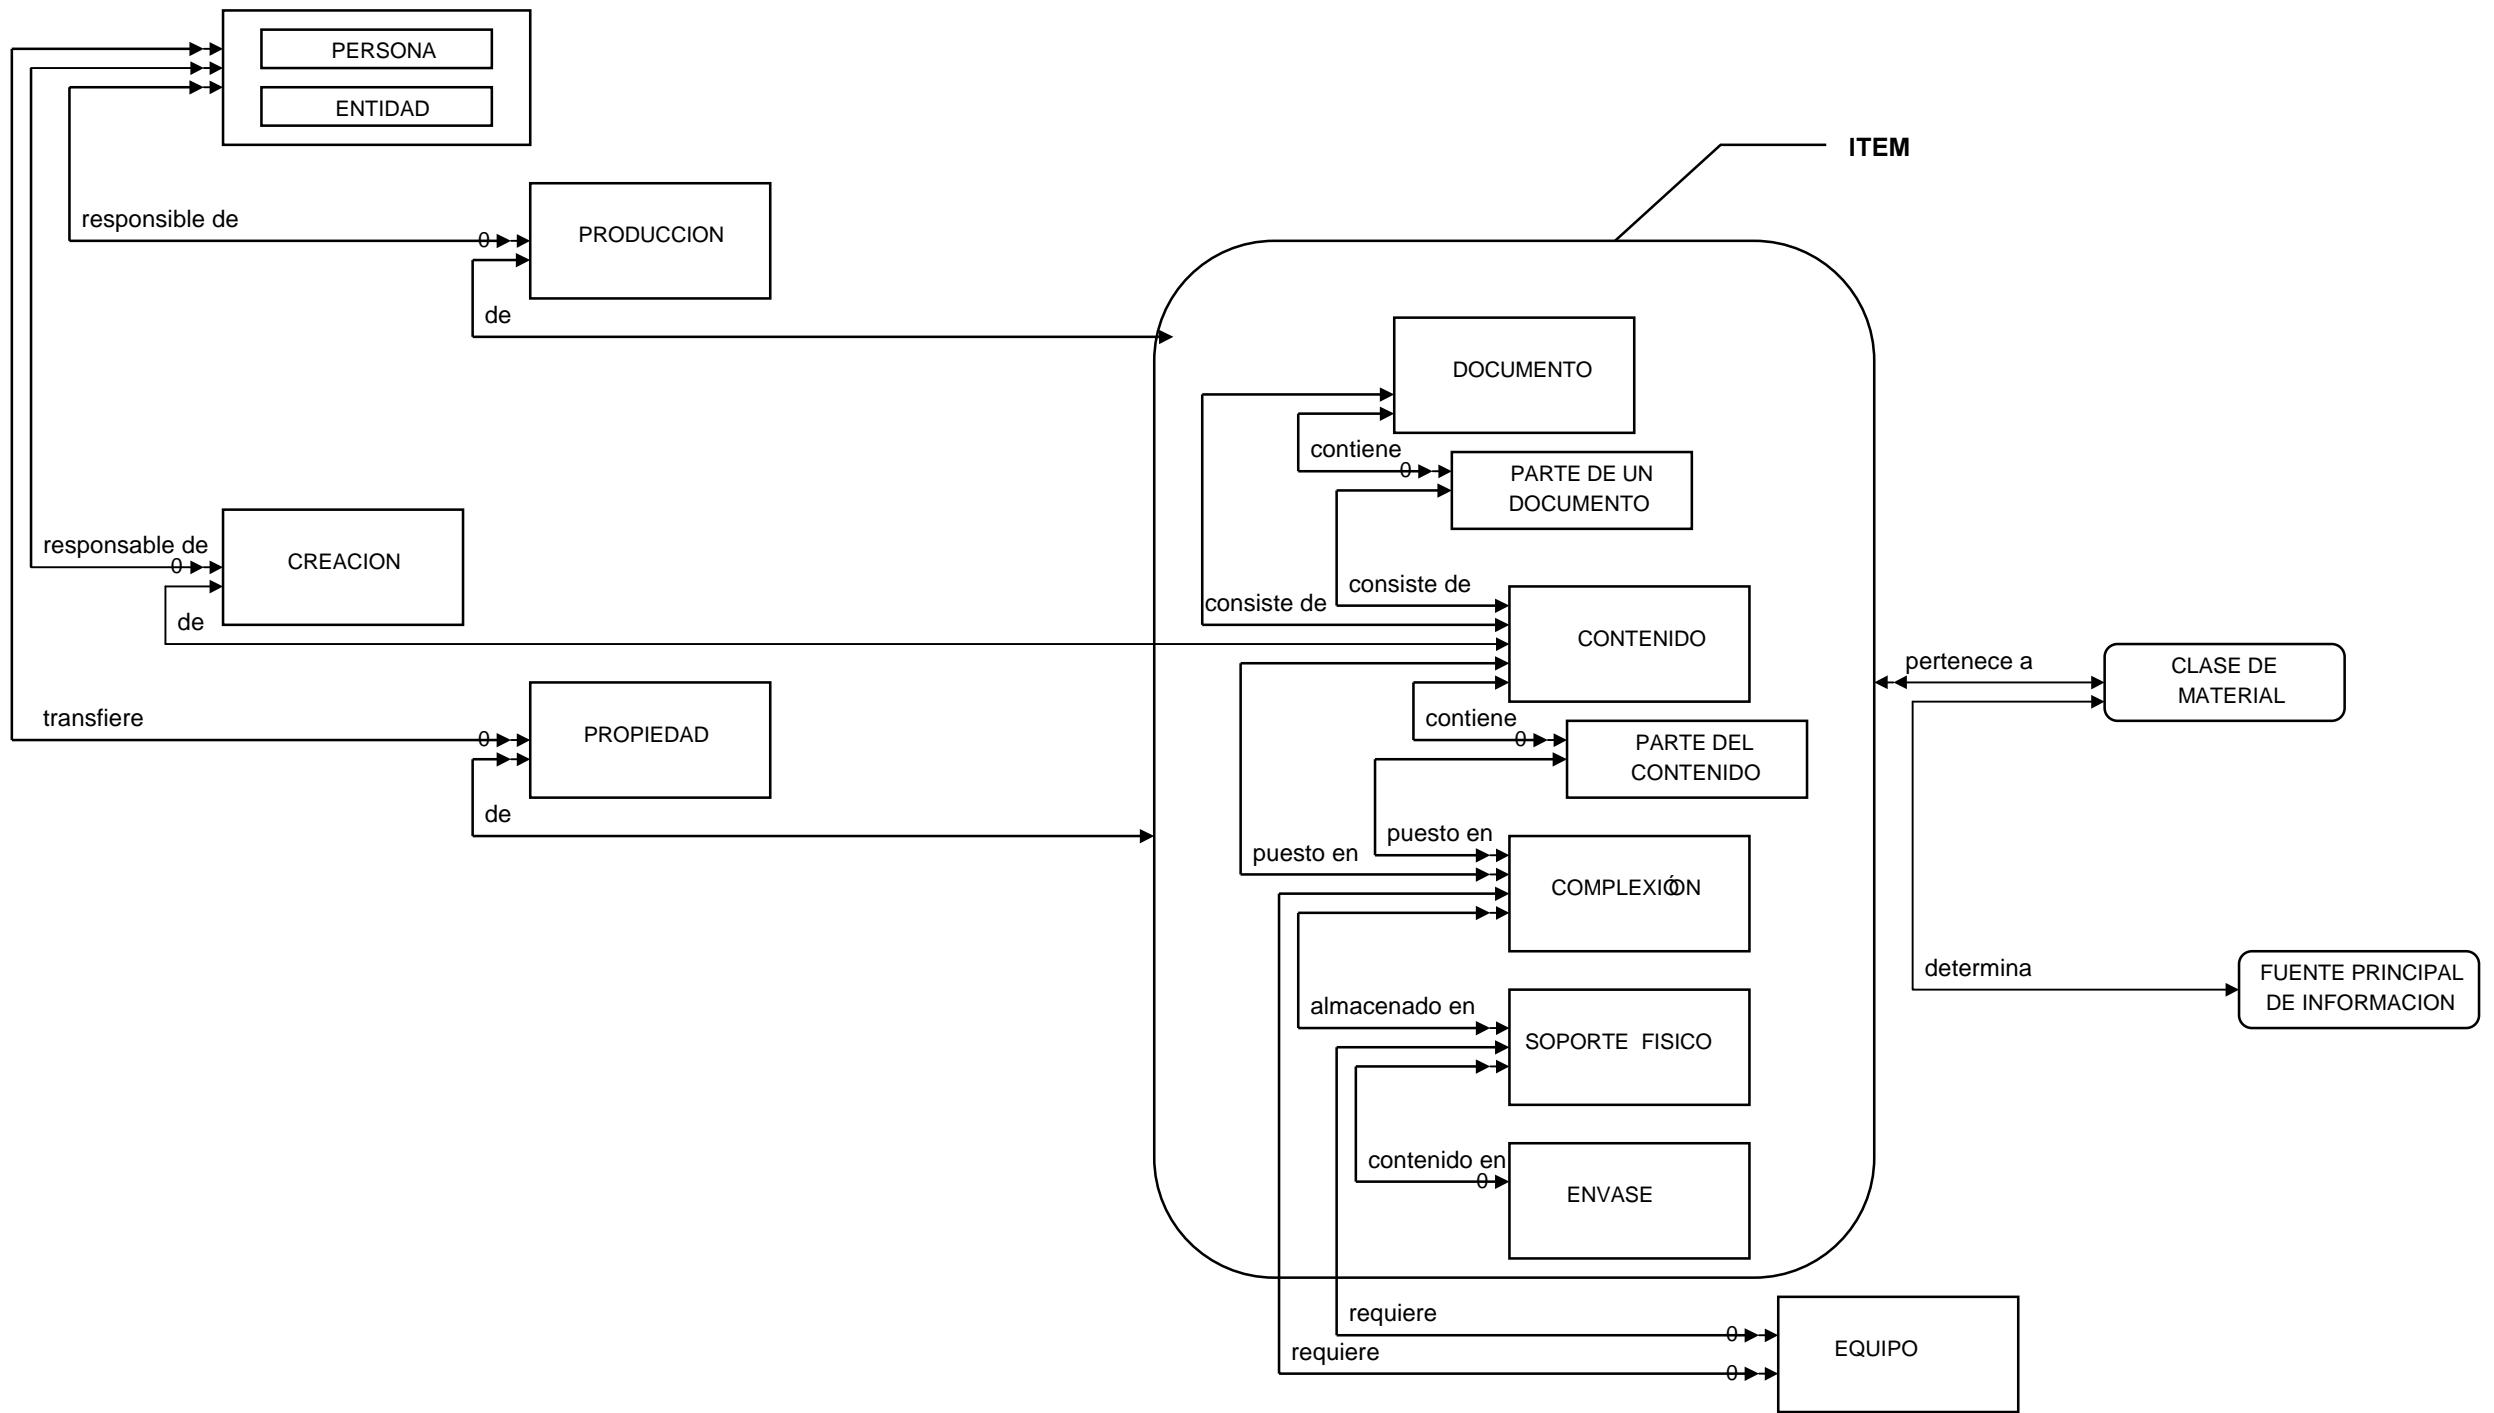 PERSONA
ENTIDAD
ITEM
responsible de
0
PRODUCCION
de
DOCUMENTO
contiene
0
PARTE DE UN
DOCUMENTO
responsable de
0
CREACION
de
consiste de
consiste de
CONTENIDO
pertenece a
CLASE DE
MATERIAL
transfiere
0
PROPIEDAD
contiene
0
PARTE DEL
CONTENIDO
de
puesto en
puesto en
COMPLEXIÓN
determina
FUENTE PRINCIPAL
DE INFORMACION
almacenado en
SOPORTE FISICO
contenido en
0
ENVASE
requiere
0
requiere
0
EQUIPO